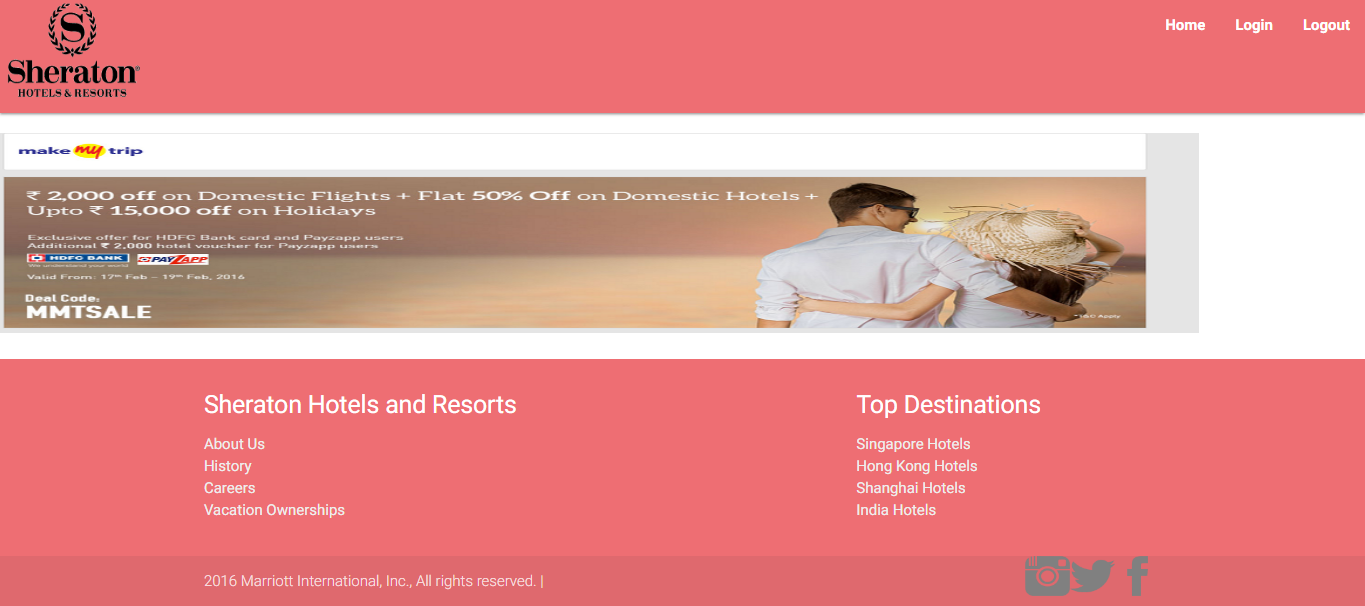 S
Sheraton®
HOTELS & RESORTS
Home Login Logout
make my trip
₹ 2,000 off on Domestic Flights + Flat 50% Off on Domestic Hotels +
Upto ₹ 15,000 off on Holidays
Exclusive offer for HDFC Bank card and Payzapp users
Additional ₹ 2,000 hotel voucher for Payzapp users
HDFC BANK PAYZAPP
We understand your world
Valid From: 17th Feb – 19th Feb, 2016
Deal Code:
MMTSALE
*T&C Apply
Sheraton Hotels and Resorts
About Us
History
Careers
Vacation Ownerships
Top Destinations
Singapore Hotels
Hong Kong Hotels
Shanghai Hotels
India Hotels
2016 Marriott International, Inc., All rights reserved. |